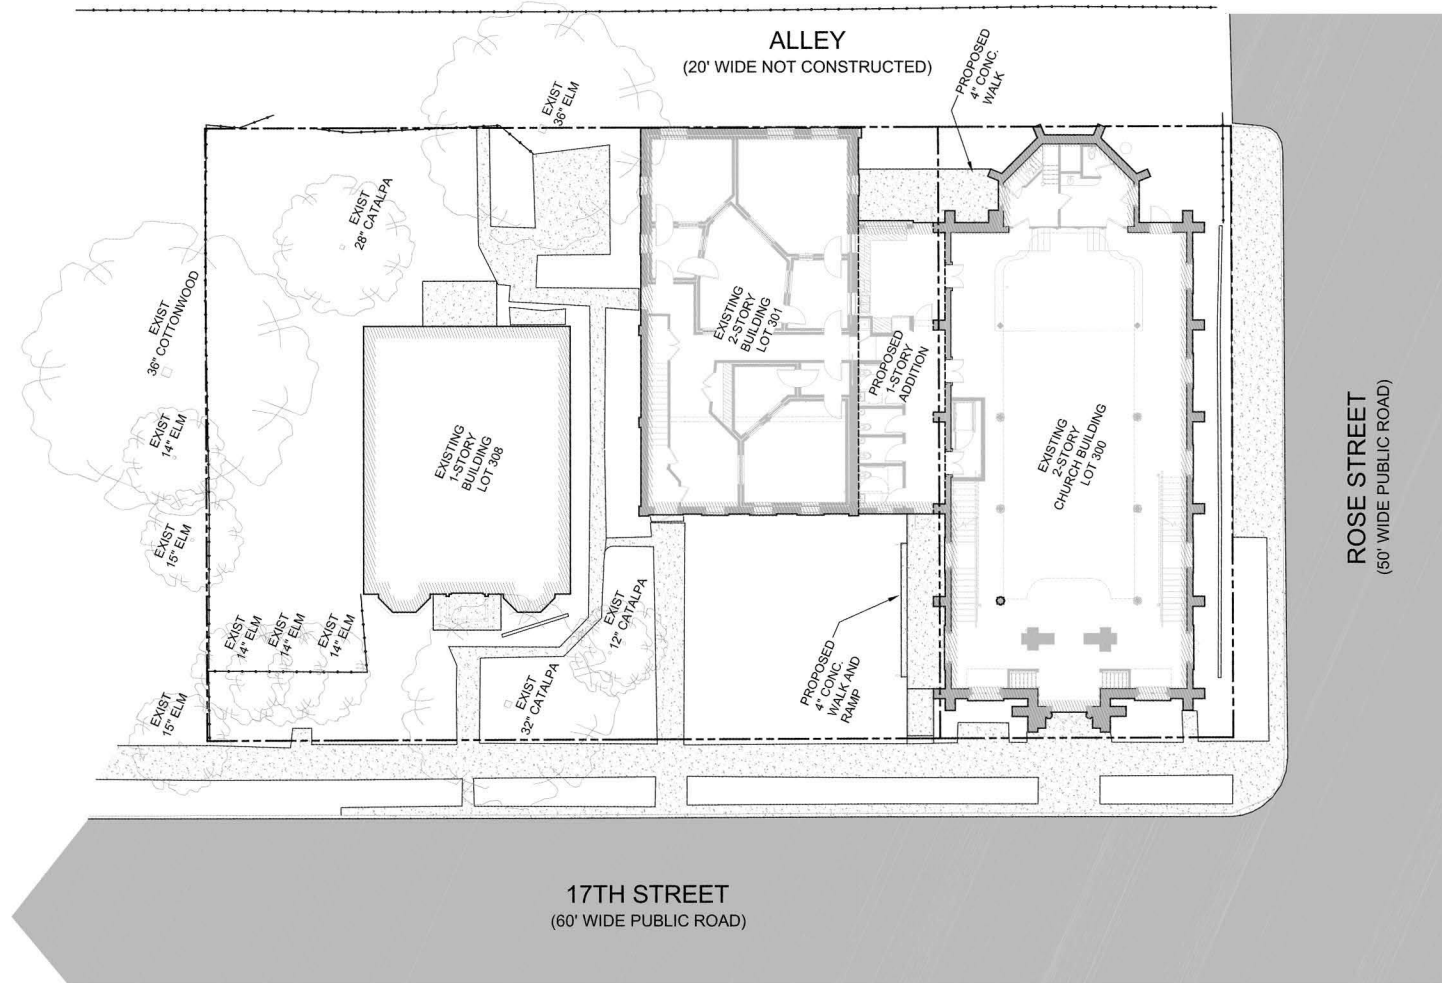 ALLEY
(20' WIDE NOT CONSTRUCTED)
PROPOSED
4" CONC.
WALK
EXIST
36" ELM
EXIST
28" CATALPA
EXIST
36" COTTONWOOD
EXIST
14" ELM
EXIST
15" ELM
EXIST
14" ELM
EXIST
14" ELM
EXIST
14" ELM
EXIST
15" ELM
EXISTING
1-STORY
BUILDING
LOT 308
EXISTING
2-STORY
BUILDING
LOT 301
PROPOSED
1-STORY
ADDITION
EXISTING
2-STORY
CHURCH BUILDING
LOT 300
EXIST
12" CATALPA
EXIST
32" CATALPA
PROPOSED
4" CONC.
WALK AND
RAMP
ROSE STREET
(50' WIDE PUBLIC ROAD)
17TH STREET
(60' WIDE PUBLIC ROAD)